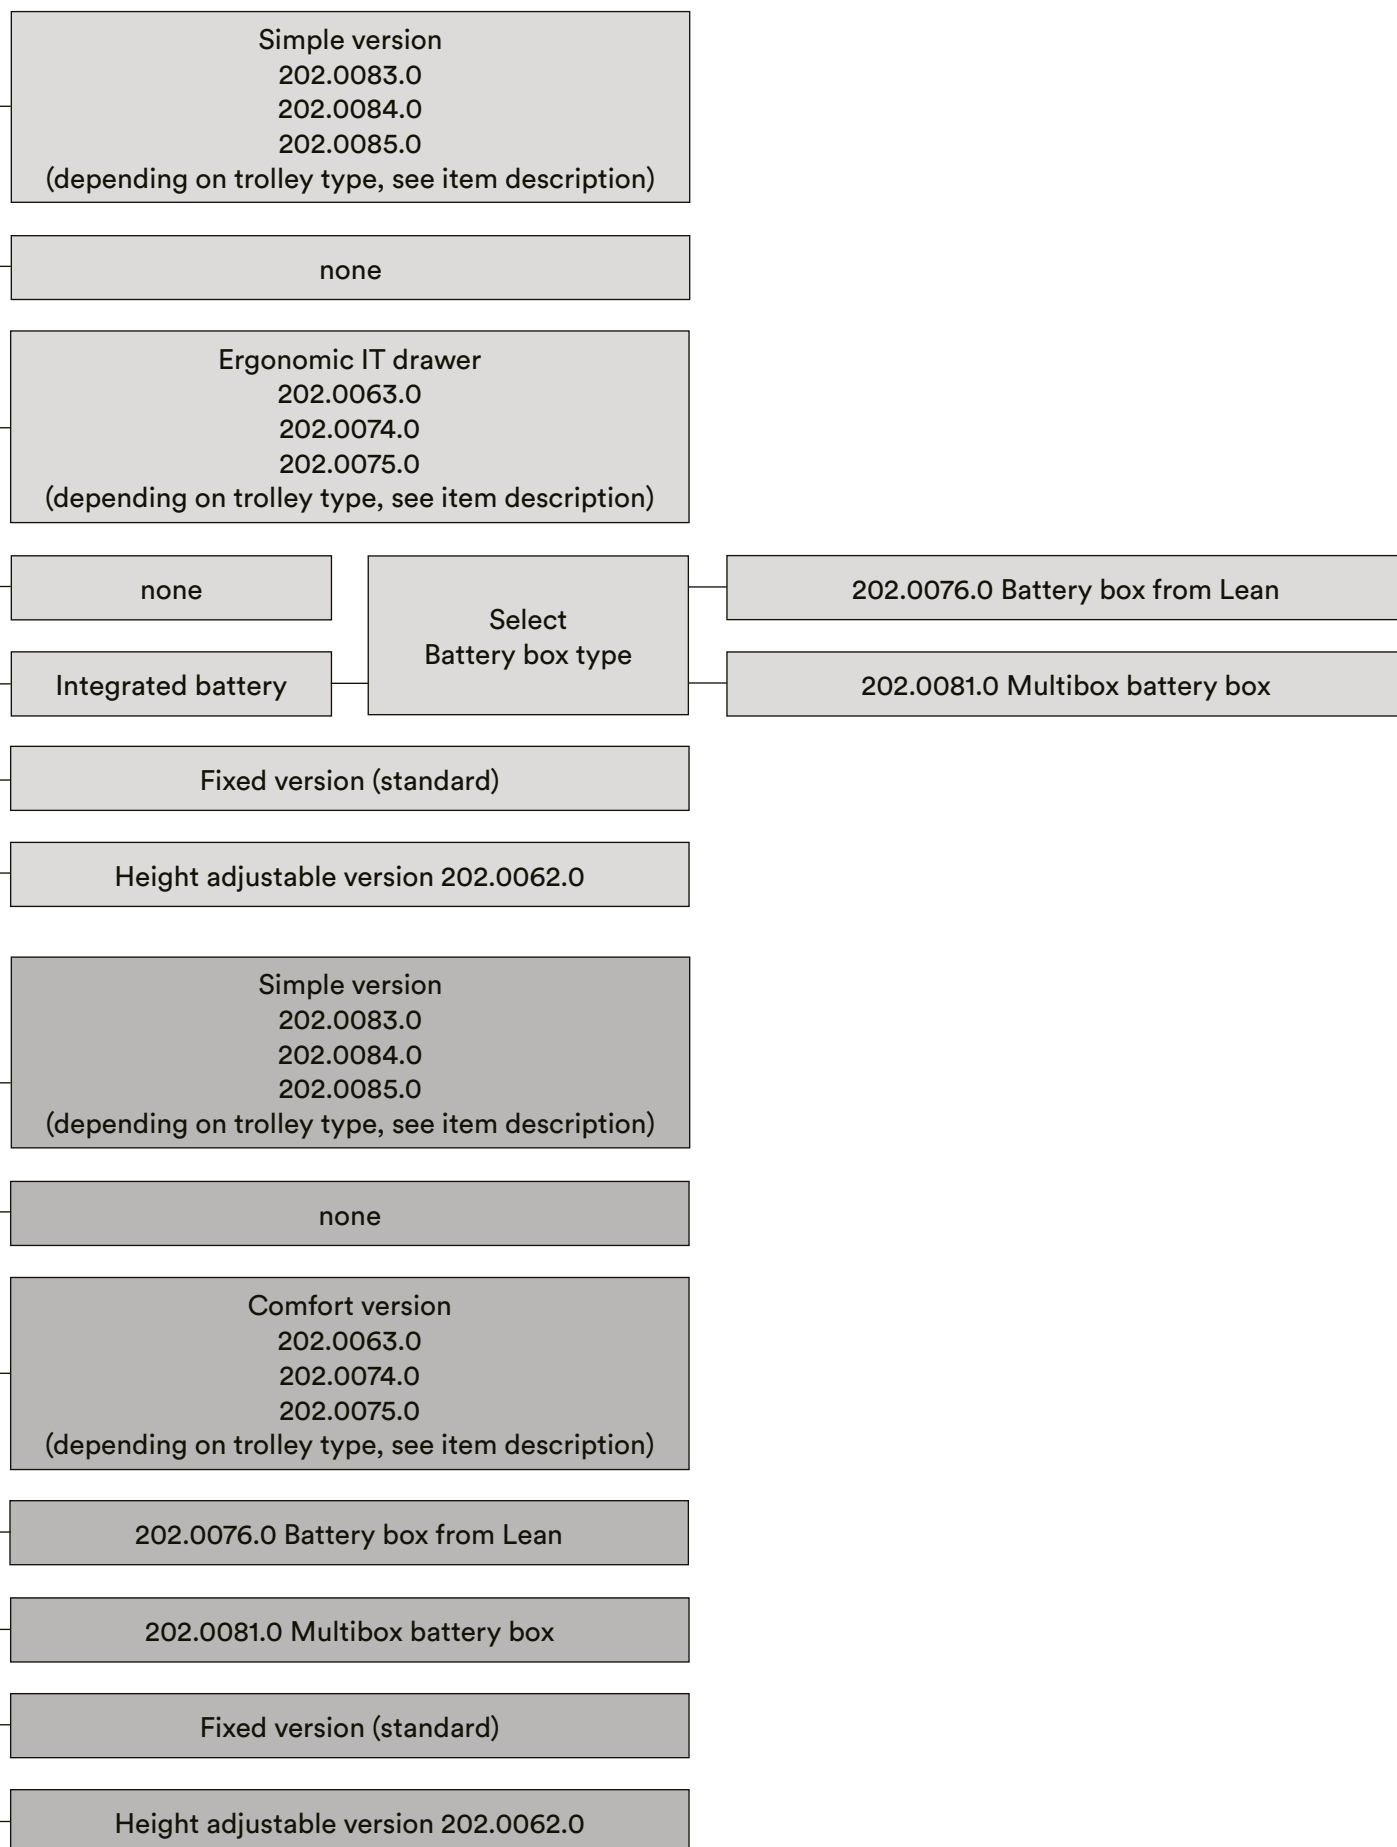 Simple version
202.0083.0
202.0084.0
202.0085.0
(depending on trolley type, see item description)
none
Ergonomic IT drawer
202.0063.0
202.0074.0
202.0075.0
(depending on trolley type, see item description)
none
Integrated battery
Select
Battery box type
202.0076.0 Battery box from Lean
202.0081.0 Multibox battery box
Fixed version (standard)
Height adjustable version 202.0062.0
Simple version
202.0083.0
202.0084.0
202.0085.0
(depending on trolley type, see item description)
none
Comfort version
202.0063.0
202.0074.0
202.0075.0
(depending on trolley type, see item description)
202.0076.0 Battery box from Lean
202.0081.0 Multibox battery box
Fixed version (standard)
Height adjustable version 202.0062.0